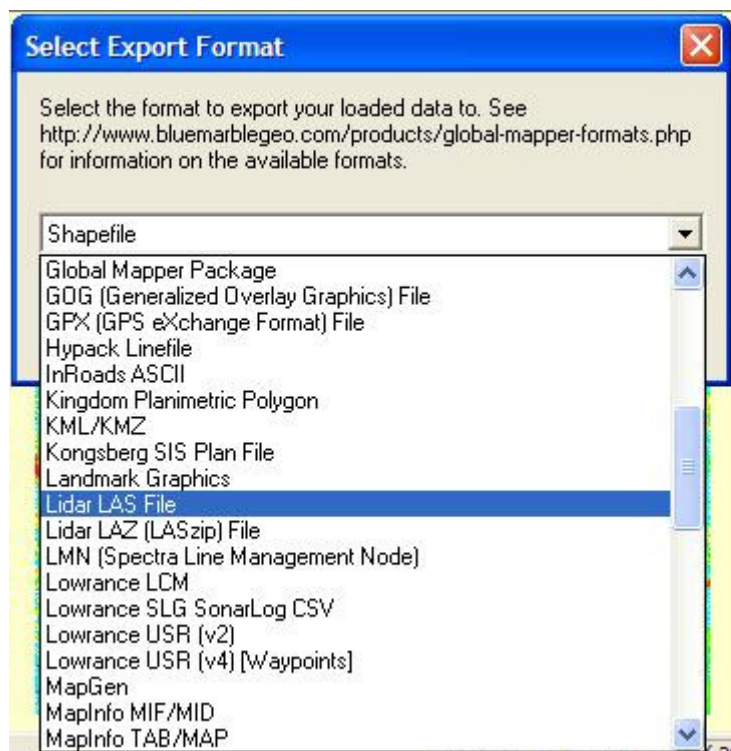 Select Export Format
Select the format to export your loaded data to. See
http://www.bluemarblegeo.com/products/global-mapper-formats.php
for information on the available formats.
Shapefile
Global Mapper Package
GOG (Generalized Overlay Graphics) File
GPX (GPS eXchange Format) File
Hypack Linefile
InRoads ASCII
Kingdom Planimetric Polygon
KML/KMZ
Kongsberg SIS Plan File
Landmark Graphics
Lidar LAS File
Lidar LAZ (LASzip) File
LMN (Spectra Line Management Node)
Lowrance LCM
Lowrance SLG SonarLog CSV
Lowrance USR (v2)
Lowrance USR (v4) [Waypoints]
MapGen
MapInfo MIF/MID
MapInfo TAB/MAP